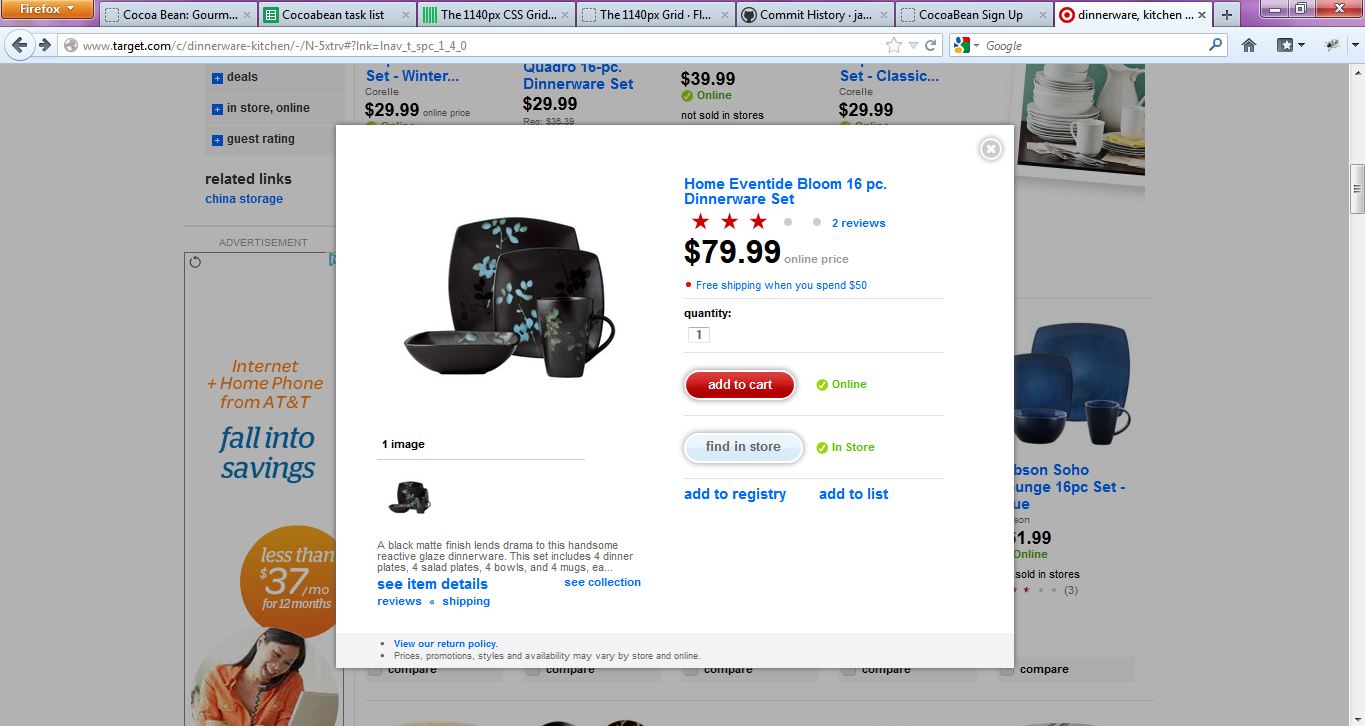 Firefox
Cocoa Bean: Gourm...
Cocoabean task list
The 1140px CSS Grid...
The 1140px Grid · Fl...
Commit History · ja...
CocoaBean Sign Up
dinnerware, kitchen ...
www.target.com/c/dinnerware-kitchen/-/N-5xtrv#?lnk=lnav_t_spc_1_4_0
Google
deals
in store, online
guest rating
related links
china storage
ADVERTISEMENT
Internet
+ Home Phone
from AT&T
fall into
savings
less than
$37/mo
for 12 months
Set - Winter...
Corelle
$29.99 online price
Quadro 16-pc.
Dinnerware Set
$29.99
Reg: $36.39
$39.99
Online
not sold in stores
Set - Classic...
Corelle
$29.99
Home Eventide Bloom 16 pc.
Dinnerware Set
2 reviews
$79.99 online price
Free shipping when you spend $50
quantity:
1
add to cart
Online
find in store
In Store
add to registry
add to list
1 image
A black matte finish lends drama to this handsome
reactive glaze dinnerware. This set includes 4 dinner
plates, 4 salad plates, 4 bowls, and 4 mugs, ea...
see item details
see collection
reviews
shipping
View our return policy.
Prices, promotions, styles and availability may vary by store and online.
bson Soho
unge 16pc Set -
ue
son
1.99
Online
sold in stores
(3)
compare
compare
compare
compare
compare